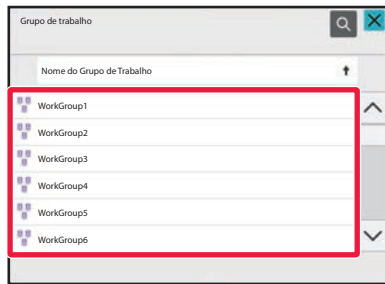 Grupo de trabalho
Nome do Grupo de Trabalho
WorkGroup1
WorkGroup2
WorkGroup3
WorkGroup4
WorkGroup5
WorkGroup6